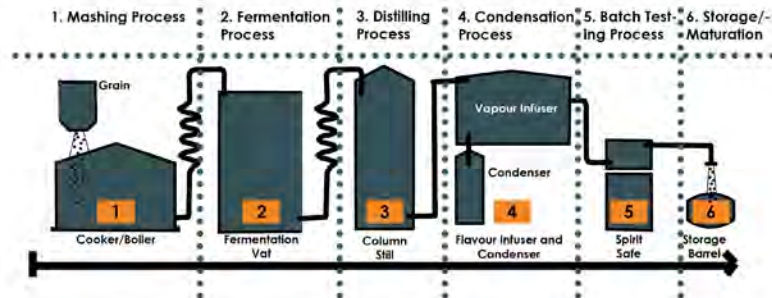 1. Mashing Process
2. Fermentation
Process
3. Distilling
Process
4. Condensation
Process
5. Batch Test-
ing Process
6. Storage/-
Maturation
Grain
Vapour Infuser
Condenser
1
2
3
4
5
6
Cooker/Boiler
Fermentation
Vat
Column
Still
Flavour Infuser and
Condenser
Spirit
Safe
Storage
Barrel